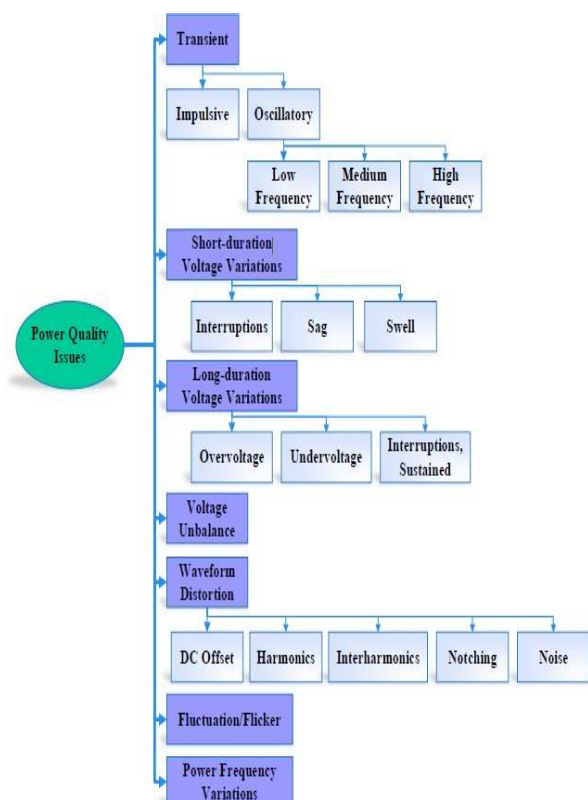 Transient
Impulsive
Oscillatory
Low
Frequency
Medium
Frequency
High
Frequency
Short-duration
Voltage Variations
Interruptions
Sag
Swell
Power Quality
Issues
Long-duration
Voltage Variations
Overvoltage
Undervoltage
Interruptions,
Sustained
Voltage
Unbalance
Waveform
Distortion
DC Offset
Harmonics
Interharmonics
Notching
Noise
Fluctuation/Flicker
Power Frequency
Variations